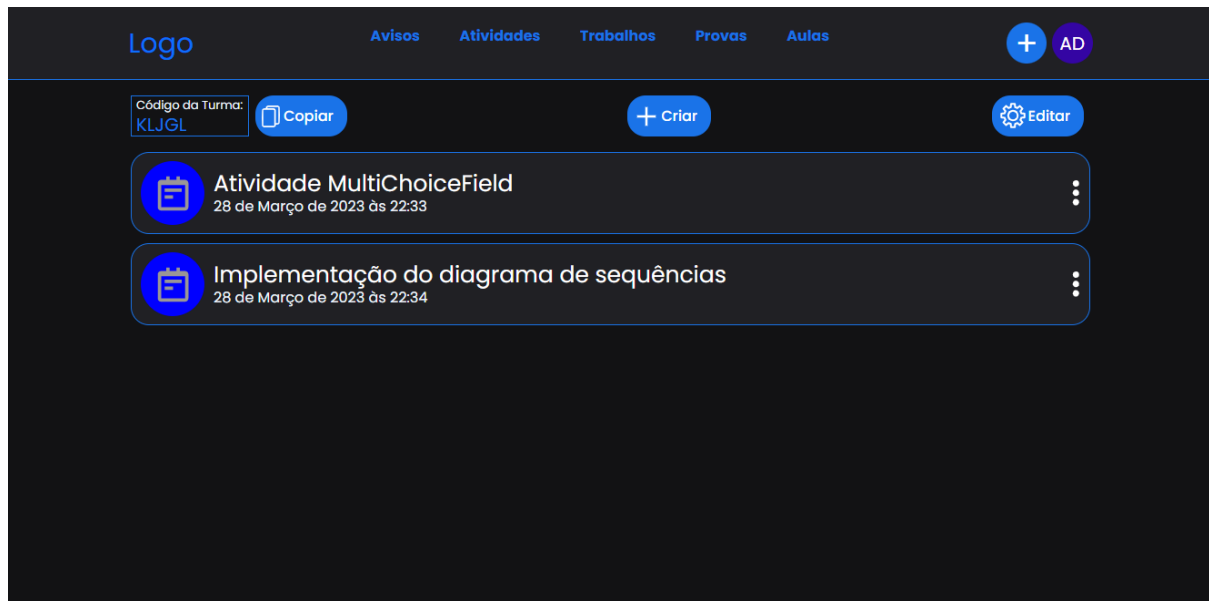 Logo
Avisos Atividades Trabalhos Provas Aulas
AD
Código da Turma:
KLJGL
Copiar
Criar
Editar
Atividade MultiChoiceField
28 de Março de 2023 às 22:33
Implementação do diagrama de sequências
28 de Março de 2023 às 22:34